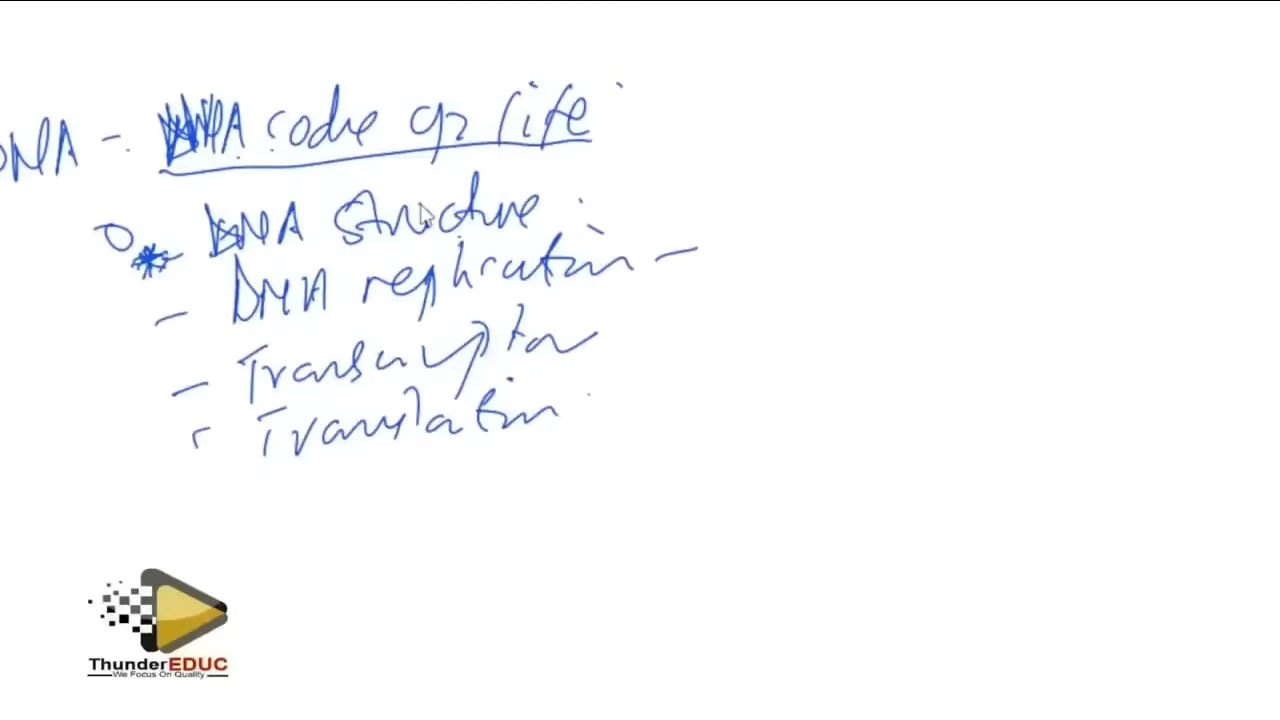 DNA - DNA code of life
DNA structure
- DNA replication -
- Transcription
- Translation
ThunderEDUC
We Focus On Quality